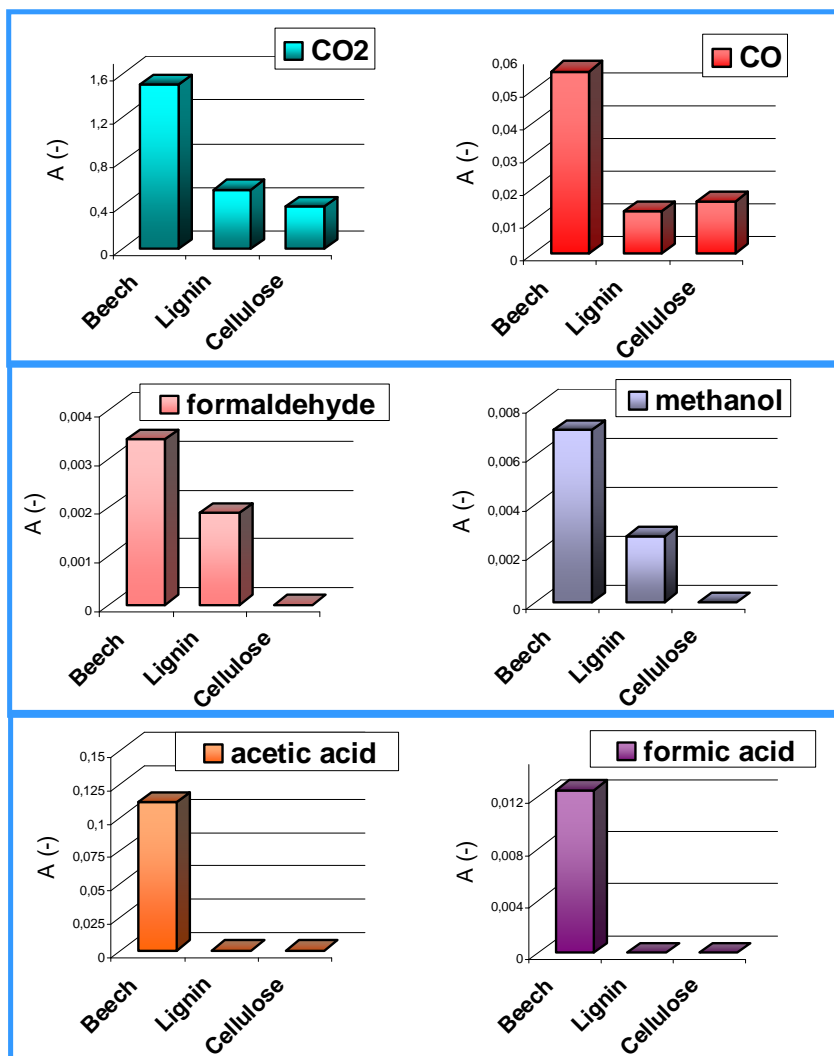 CO2
A (-)
1,6
1,2
0,8
0,4
0
Beech
Lignin
Cellulose
CO
A (-)
0,06
0,05
0,04
0,03
0,02
0,01
0
Beech
Lignin
Cellulose
formaldehyde
A (-)
0,004
0,003
0,002
0,001
0
Beech
Lignin
Cellulose
methanol
A (-)
0,008
0,006
0,004
0,002
0
Beech
Lignin
Cellulose
acetic acid
A (-)
0,15
0,125
0,1
0,075
0,05
0,025
0
Beech
Lignin
Cellulose
formic acid
A (-)
0,012
0,008
0,004
0
Beech
Lignin
Cellulose